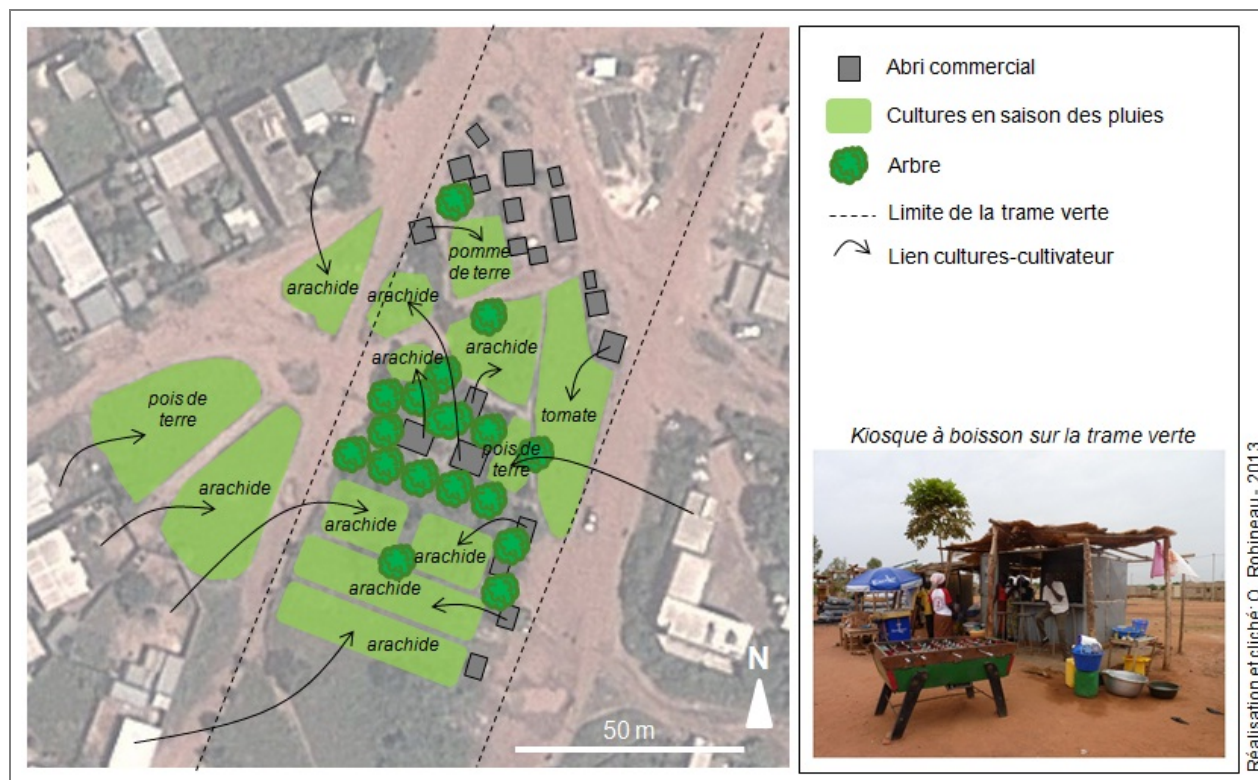 pomme
de terre
arachide
arachide
arachide
arachide
pois de
terre
tomate
pois de
terre
arachide
arachide
arachide
arachide
arachide
N
50 m
Abri commercial
Cultures en saison des pluies
Arbre
Limite de la trame verte
Lien cultures-cultivateur
Kiosque à boisson sur la trame verte
Réalisation et cliché: O. Robineau - 2013